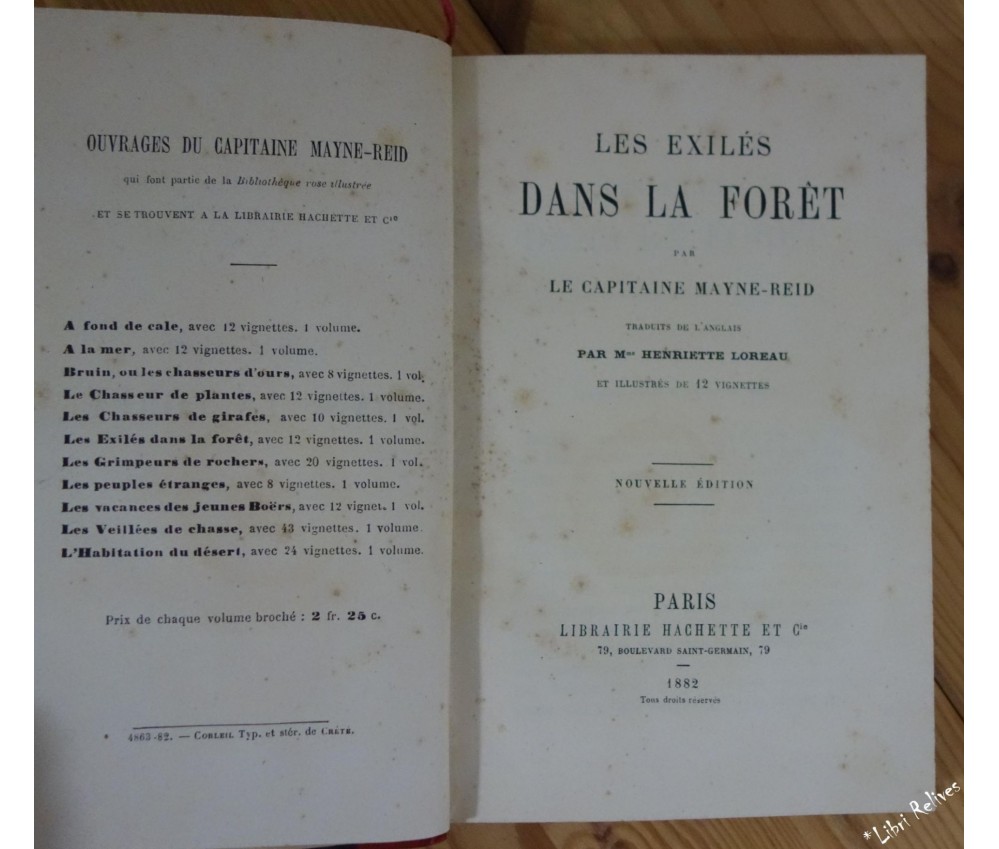 OUVRAGES DU CAPITAINE MAYNE-REID
qui font partie de la Bibliothèque rose illustrée
ET SE TROUVENT A LA LIBRAIRIE HACHETTE ET Cie
A fond de cale, avec 12 vignettes. 1 volume.
A la mer, avec 12 vignettes. 1 volume.
Bruin, ou les chasseurs d'ours, avec 8 vignettes. 1 vol.
Le Chasseur de plantes, avec 12 vignettes. 1 volume.
Les Chasseurs de girafes, avec 10 vignettes. 1 vol.
Les Exilés dans la forêt, avec 12 vignettes. 1 volume.
Les Grimpeurs de rochers, avec 20 vignettes. 1 vol.
Les peuples étranges, avec 8 vignettes. 1 volume.
Les vacances des jeunes Boërs, avec 12 vignet. 1 vol.
Les Veillées de chasse, avec 43 vignettes. 1 volume.
L'Habitation du désert, avec 24 vignettes. 1 volume.
Prix de chaque volume broché : 2 fr. 25 c.
* 4863-82. — CORBEIL Typ. et stér. de CRÉTÉ.
LES EXILÉS
DANS LA FORÊT
PAR
LE CAPITAINE MAYNE-REID
TRADUITS DE L'ANGLAIS
PAR Mme HENRIETTE LOREAU
ET ILLUSTRÉS DE 12 VIGNETTES
NOUVELLE ÉDITION
PARIS
LIBRAIRIE HACHETTE ET Cie
79, BOULEVARD SAINT-GERMAIN, 79
1882
Tous droits réservés
*Libri Relives